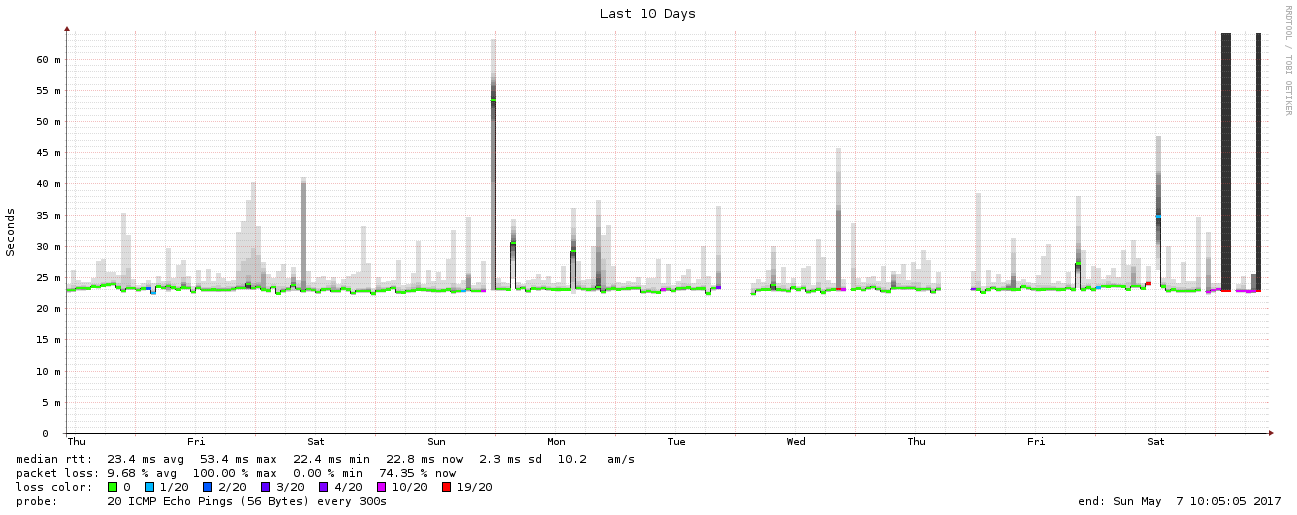 Last 10 Days
RRDTOOL / TOBI OETIKER
Seconds
60 m
55 m
50 m
45 m
40 m
35 m
30 m
25 m
20 m
15 m
10 m
5 m
0
Thu Fri Sat Sun Mon Tue Wed Thu Fri Sat
median rtt: 23.4 ms avg 53.4 ms max 22.4 ms min 22.8 ms now 2.3 ms sd 10.2 am/s
packet loss: 9.68 % avg 100.00 % max 0.00 % min 74.35 % now
loss color: 0 1/20 2/20 3/20 4/20 10/20 19/20
probe: 20 ICMP Echo Pings (56 Bytes) every 300s end: Sun May 7 10:05:05 2017